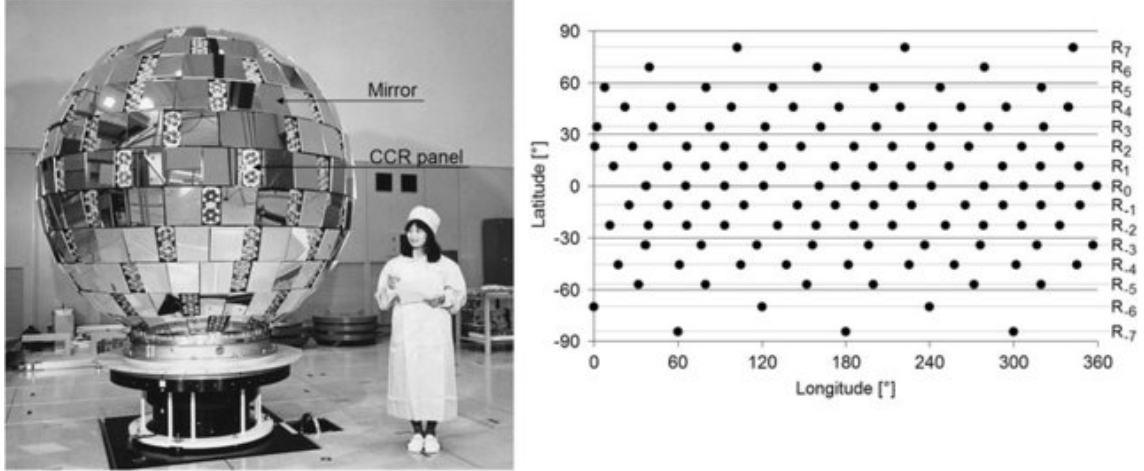 Mirror
CCR panel
Latitude [°]
90
60
30
0
-30
-60
-90
R7
R6
R5
R4
R3
R2
R1
R0
R-1
R-2
R-3
R-4
R-5
R-6
R-7
0 60 120 180 240 300 360
Longitude [°]